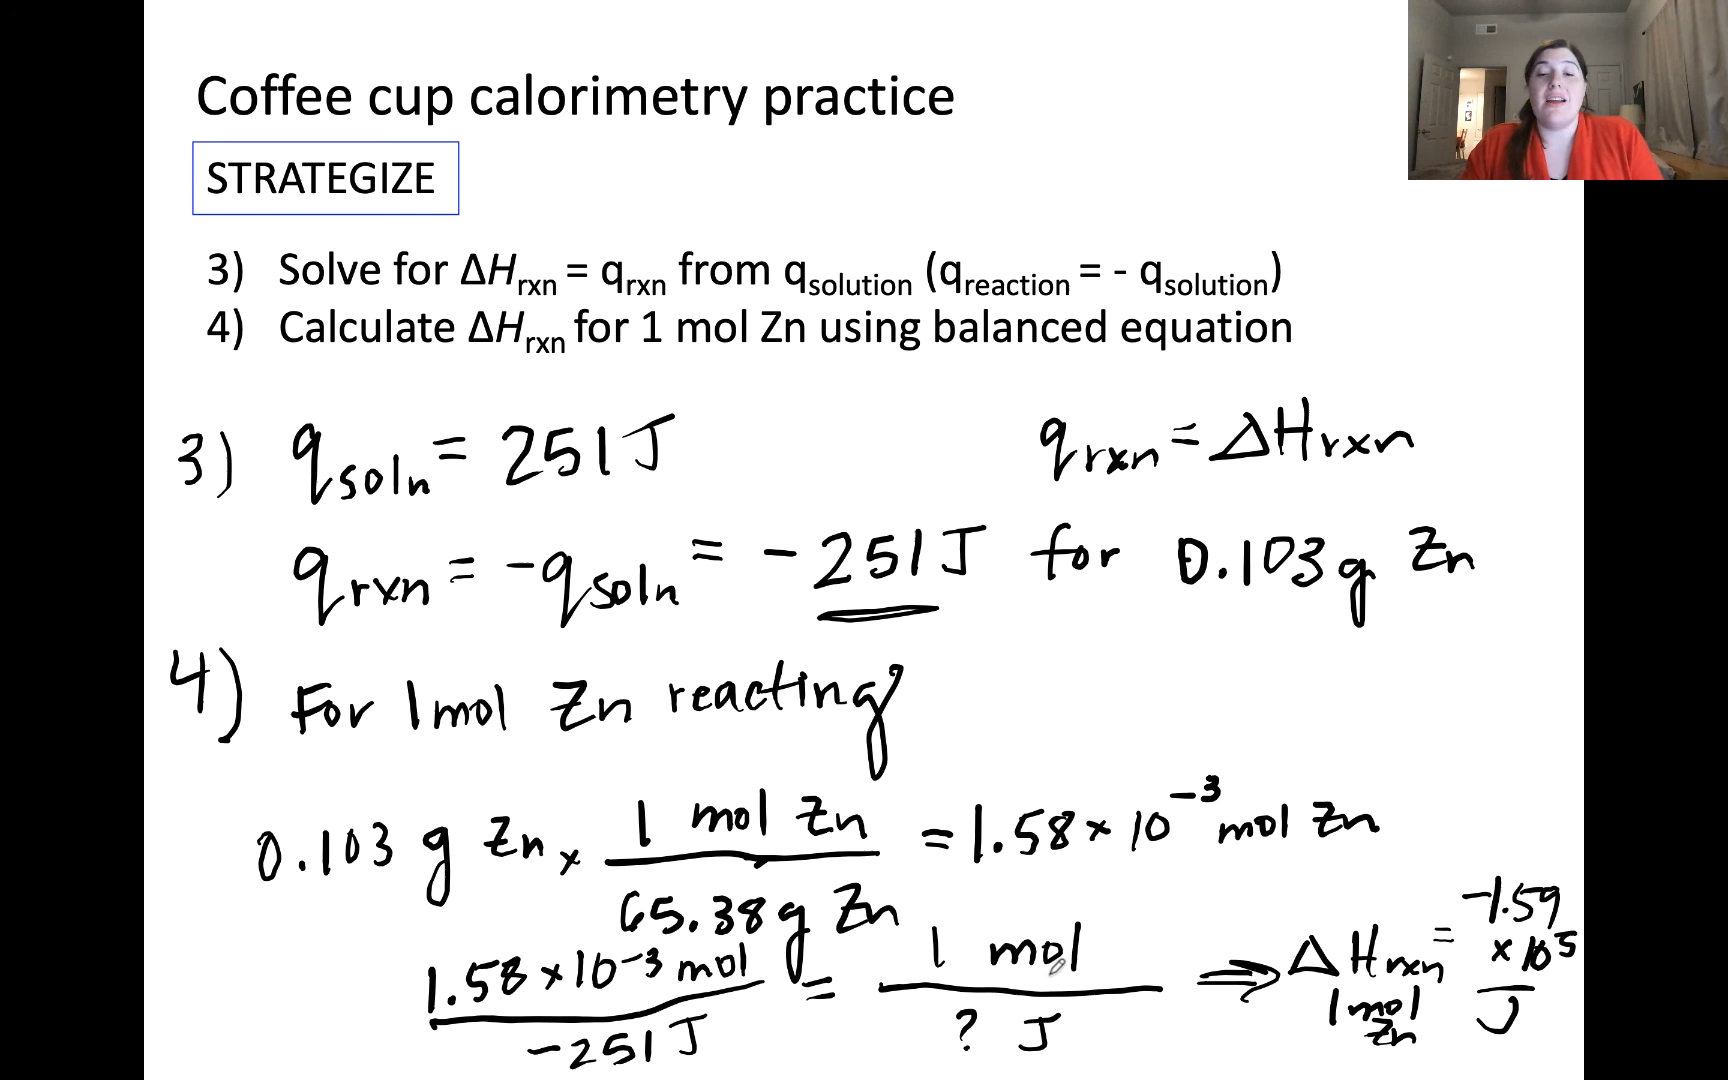 Coffee cup calorimetry practice
STRATEGIZE
3) Solve for ΔHrxn = qrxn from qsolution (qreaction = - qsolution)
4) Calculate ΔHrxn for 1 mol Zn using balanced equation
3) qsoln = 251 J
qrxn = ΔHrxn
qrxn = -qsoln = -251 J for 0.103 g Zn
4) For 1 mol Zn reacting
0.103 g Zn × 1 mol Zn / 65.38 g Zn = 1.58 × 10⁻³ mol Zn
1.58 × 10⁻³ mol / -251 J = 1 mol / ? J ⇒ ΔHrxn 1 mol Zn = -1.59 × 10⁵ J